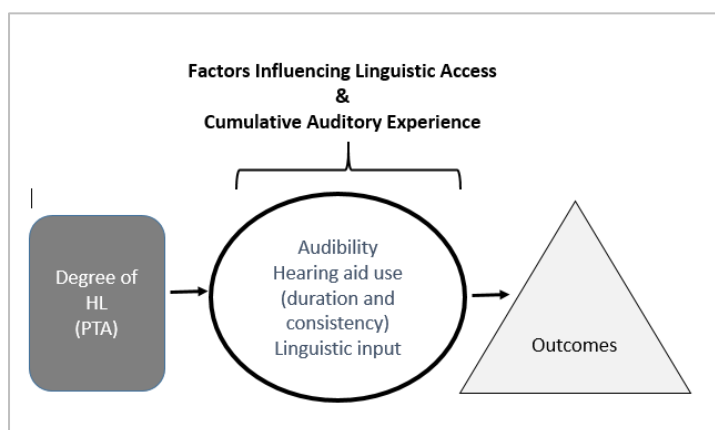 Factors Influencing Linguistic Access
&
Cumulative Auditory Experience
Degree of
HL
(PTA)
Audibility
Hearing aid use
(duration and
consistency)
Linguistic input
Outcomes